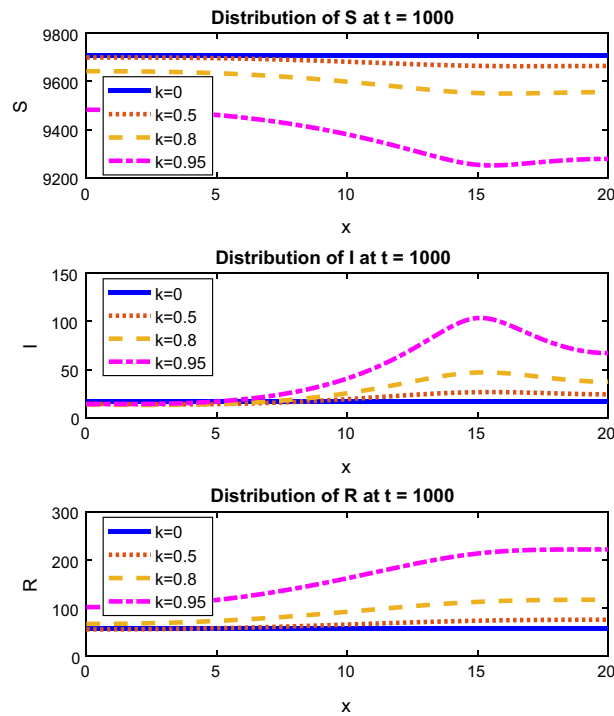 Distribution of S at t = 1000
9800
9600
9400
9200
S
k=0
k=0.5
k=0.8
k=0.95
0 5 10 15 20
x
Distribution of I at t = 1000
150
100
50
0
I
k=0
k=0.5
k=0.8
k=0.95
0 5 10 15 20
x
Distribution of R at t = 1000
300
200
100
0
R
k=0
k=0.5
k=0.8
k=0.95
0 5 10 15 20
x